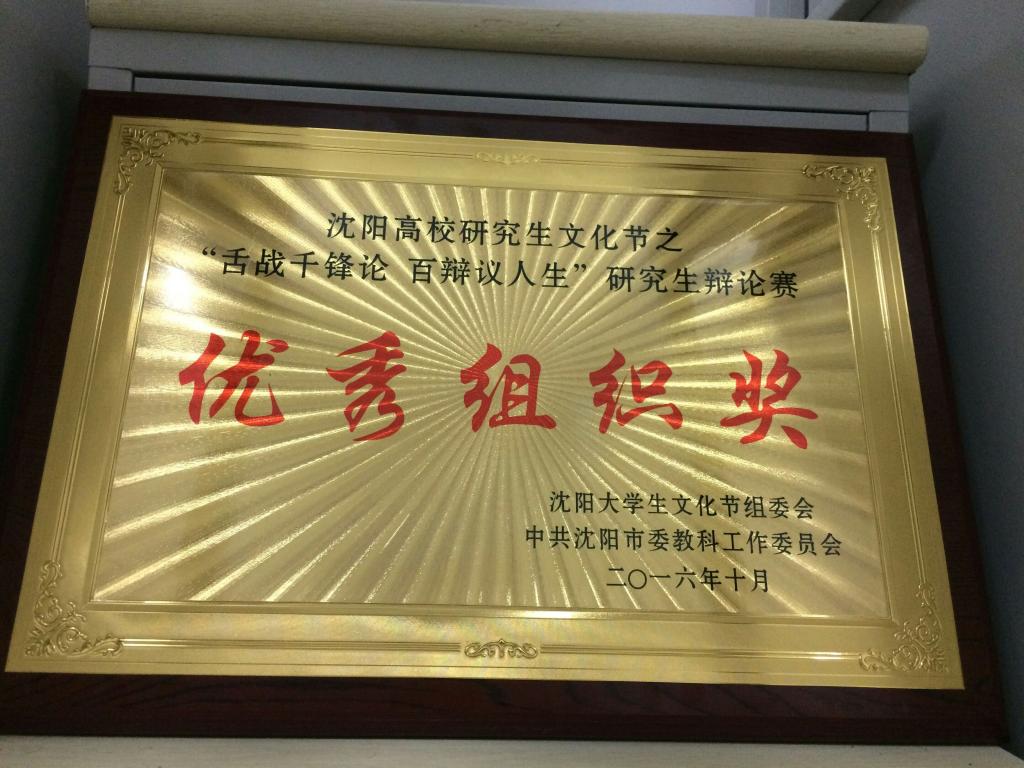 沈阳高校研究生文化节之
“舌战千锋论 百辩议人生”研究生辩论赛
优秀组织奖
沈阳大学生文化节组委会
中共沈阳市委教科工作委员会
二〇一六年十月